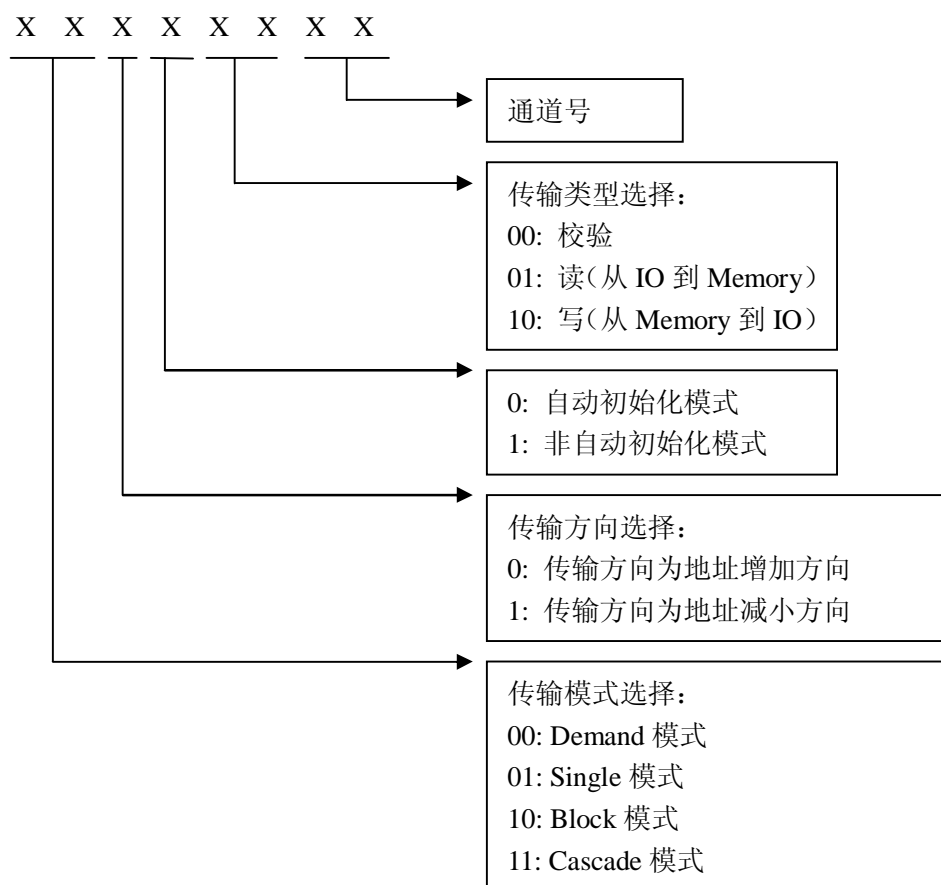 X X X X X X X X
通道号
传输类型选择：
00: 校验
01: 读（从 IO 到 Memory）
10: 写（从 Memory 到 IO）
0: 自动初始化模式
1: 非自动初始化模式
传输方向选择：
0: 传输方向为地址增加方向
1: 传输方向为地址减小方向
传输模式选择：
00: Demand 模式
01: Single 模式
10: Block 模式
11: Cascade 模式